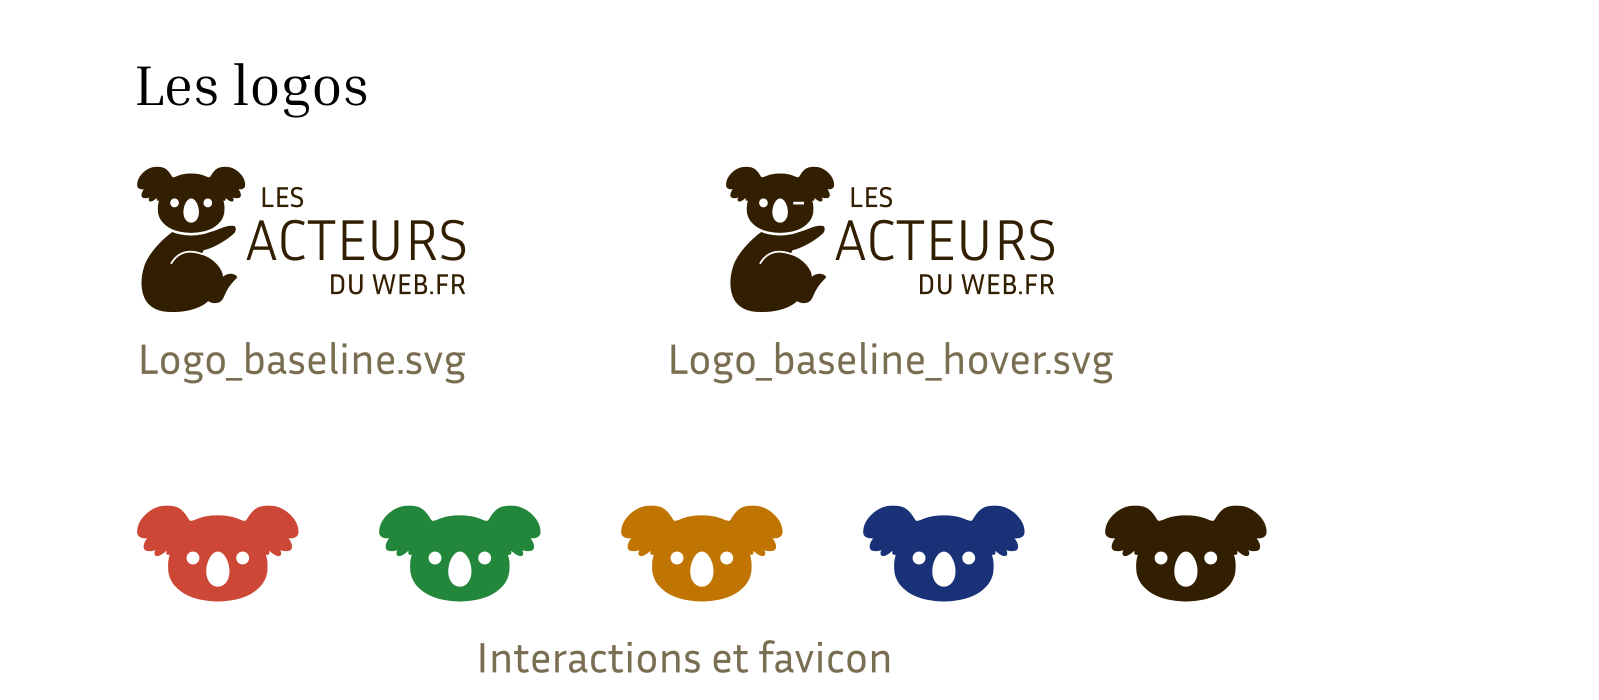 Les logos
LES
ACTEURS
DU WEB.FR
LES
ACTEURS
DU WEB.FR
Logo_baseline.svg
Logo_baseline_hover.svg
Interactions et favicon